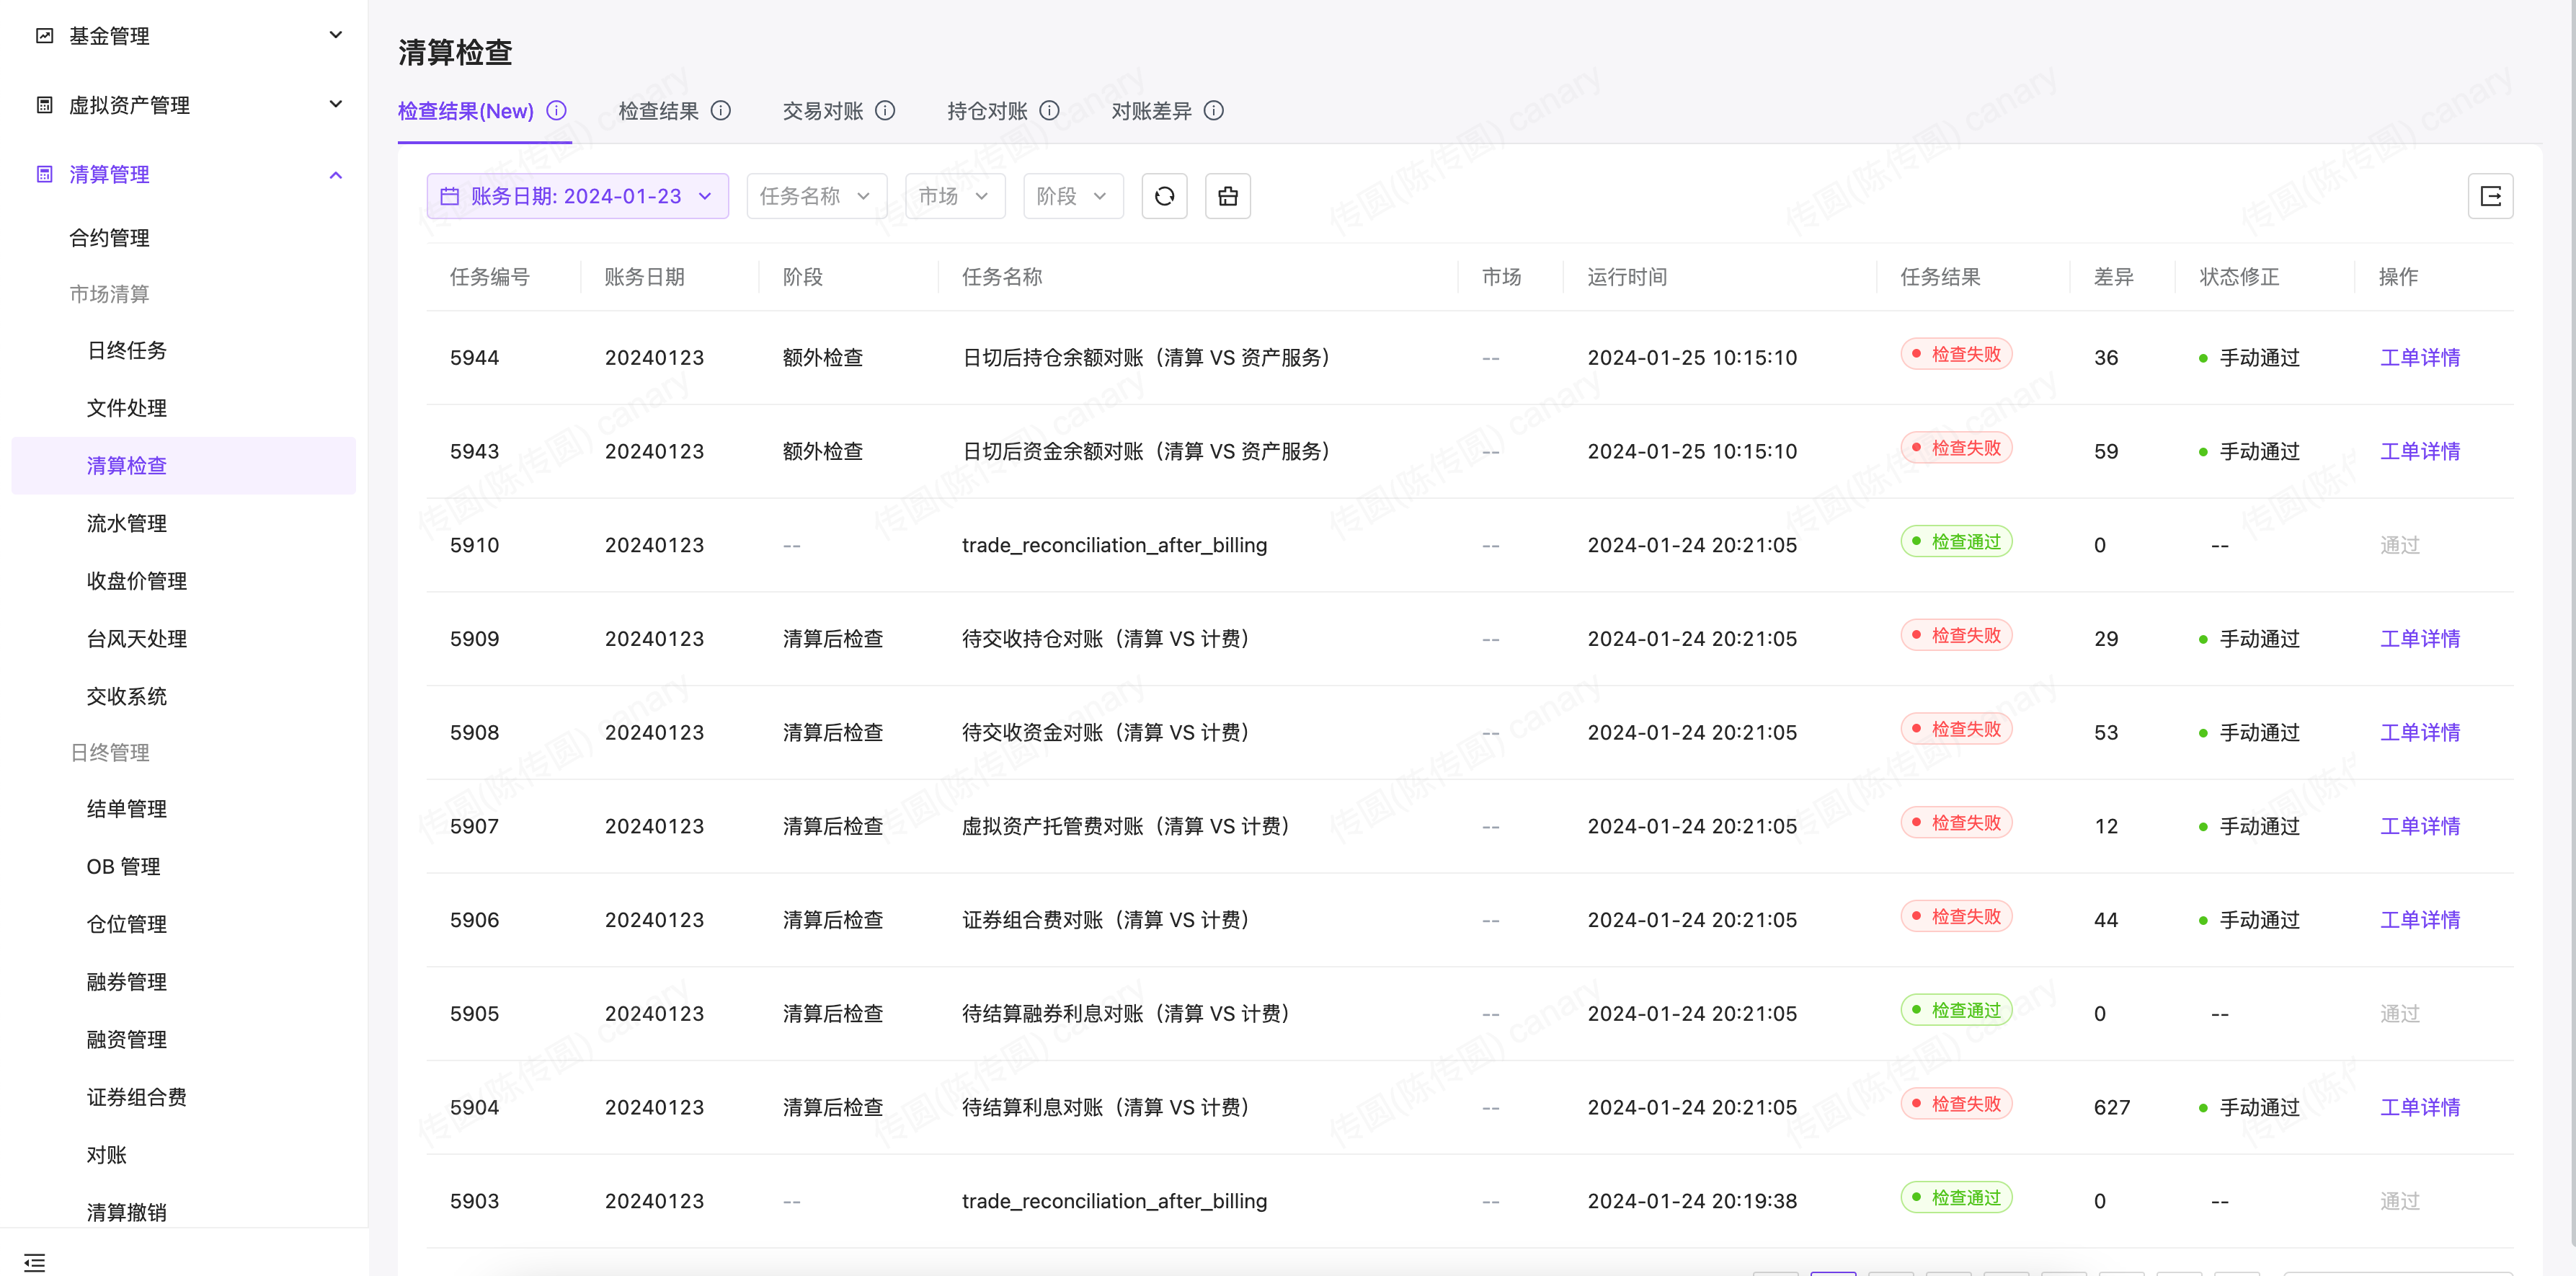 基金管理
虚拟资产管理
清算管理
合约管理
市场清算
日终任务
文件处理
清算检查
流水管理
收盘价管理
台风天处理
交收系统
日终管理
结单管理
OB 管理
仓位管理
融券管理
融资管理
证券组合费
对账
清算撤销
清算检查
检查结果(New) 检查结果 交易对账 持仓对账 对账差异
账务日期: 2024-01-23 任务名称 市场 阶段
任务编号 账务日期 阶段 任务名称 市场 运行时间 任务结果 差异 状态修正 操作
5944 20240123 额外检查 日切后持仓余额对账（清算 VS 资产服务） -- 2024-01-25 10:15:10 检查失败 36 手动通过 工单详情
5943 20240123 额外检查 日切后资金余额对账（清算 VS 资产服务） -- 2024-01-25 10:15:10 检查失败 59 手动通过 工单详情
5910 20240123 -- trade_reconciliation_after_billing -- 2024-01-24 20:21:05 检查通过 0 -- 通过
5909 20240123 清算后检查 待交收持仓对账（清算 VS 计费） -- 2024-01-24 20:21:05 检查失败 29 手动通过 工单详情
5908 20240123 清算后检查 待交收资金对账（清算 VS 计费） -- 2024-01-24 20:21:05 检查失败 53 手动通过 工单详情
5907 20240123 清算后检查 虚拟资产托管费对账（清算 VS 计费） -- 2024-01-24 20:21:05 检查失败 12 手动通过 工单详情
5906 20240123 清算后检查 证券组合费对账（清算 VS 计费） -- 2024-01-24 20:21:05 检查失败 44 手动通过 工单详情
5905 20240123 清算后检查 待结算融券利息对账（清算 VS 计费） -- 2024-01-24 20:21:05 检查通过 0 -- 通过
5904 20240123 清算后检查 待结算利息对账（清算 VS 计费） -- 2024-01-24 20:21:05 检查失败 627 手动通过 工单详情
5903 20240123 -- trade_reconciliation_after_billing -- 2024-01-24 20:19:38 检查通过 0 -- 通过
传圆(陈传圆) canary